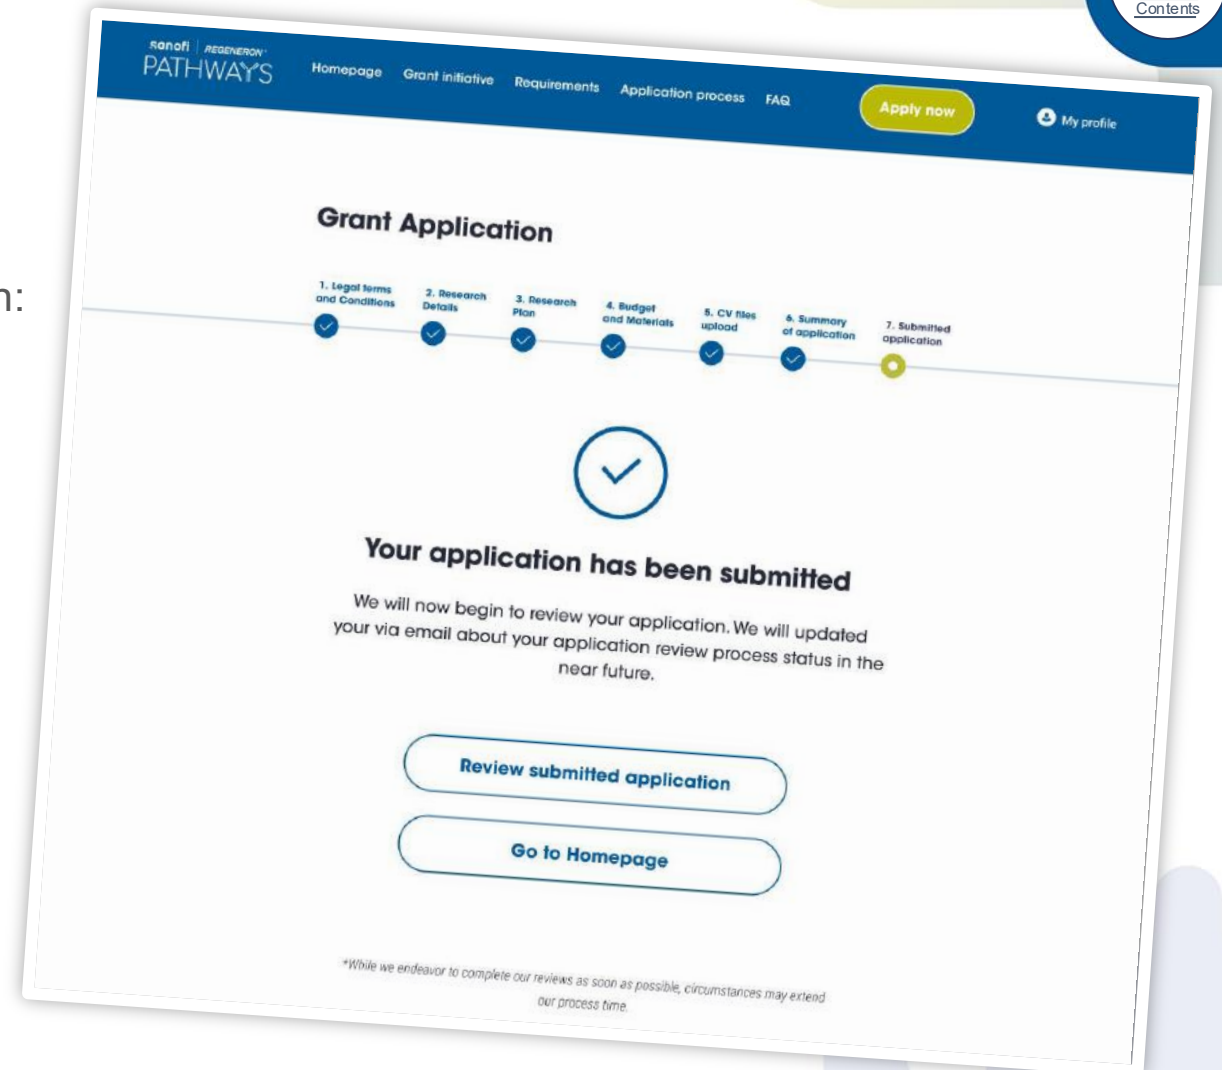 Contents
sanofi | REGENERON
PATHWAYS
Homepage
Grant initiative
Requirements
Application process
FAQ
Apply now
My profile
n:
Grant Application
1. Legal terms
and Conditions
2. Research
Details
3. Research
Plan
4. Budget
and Materials
5. CV files
upload
6. Summary
of application
7. Submitted
application
Your application has been submitted
We will now begin to review your application. We will updated
your via email about your application review process status in the
near future.
Review submitted application
Go to Homepage
*While we endeavor to complete our reviews as soon as possible, circumstances may extend
our process time.